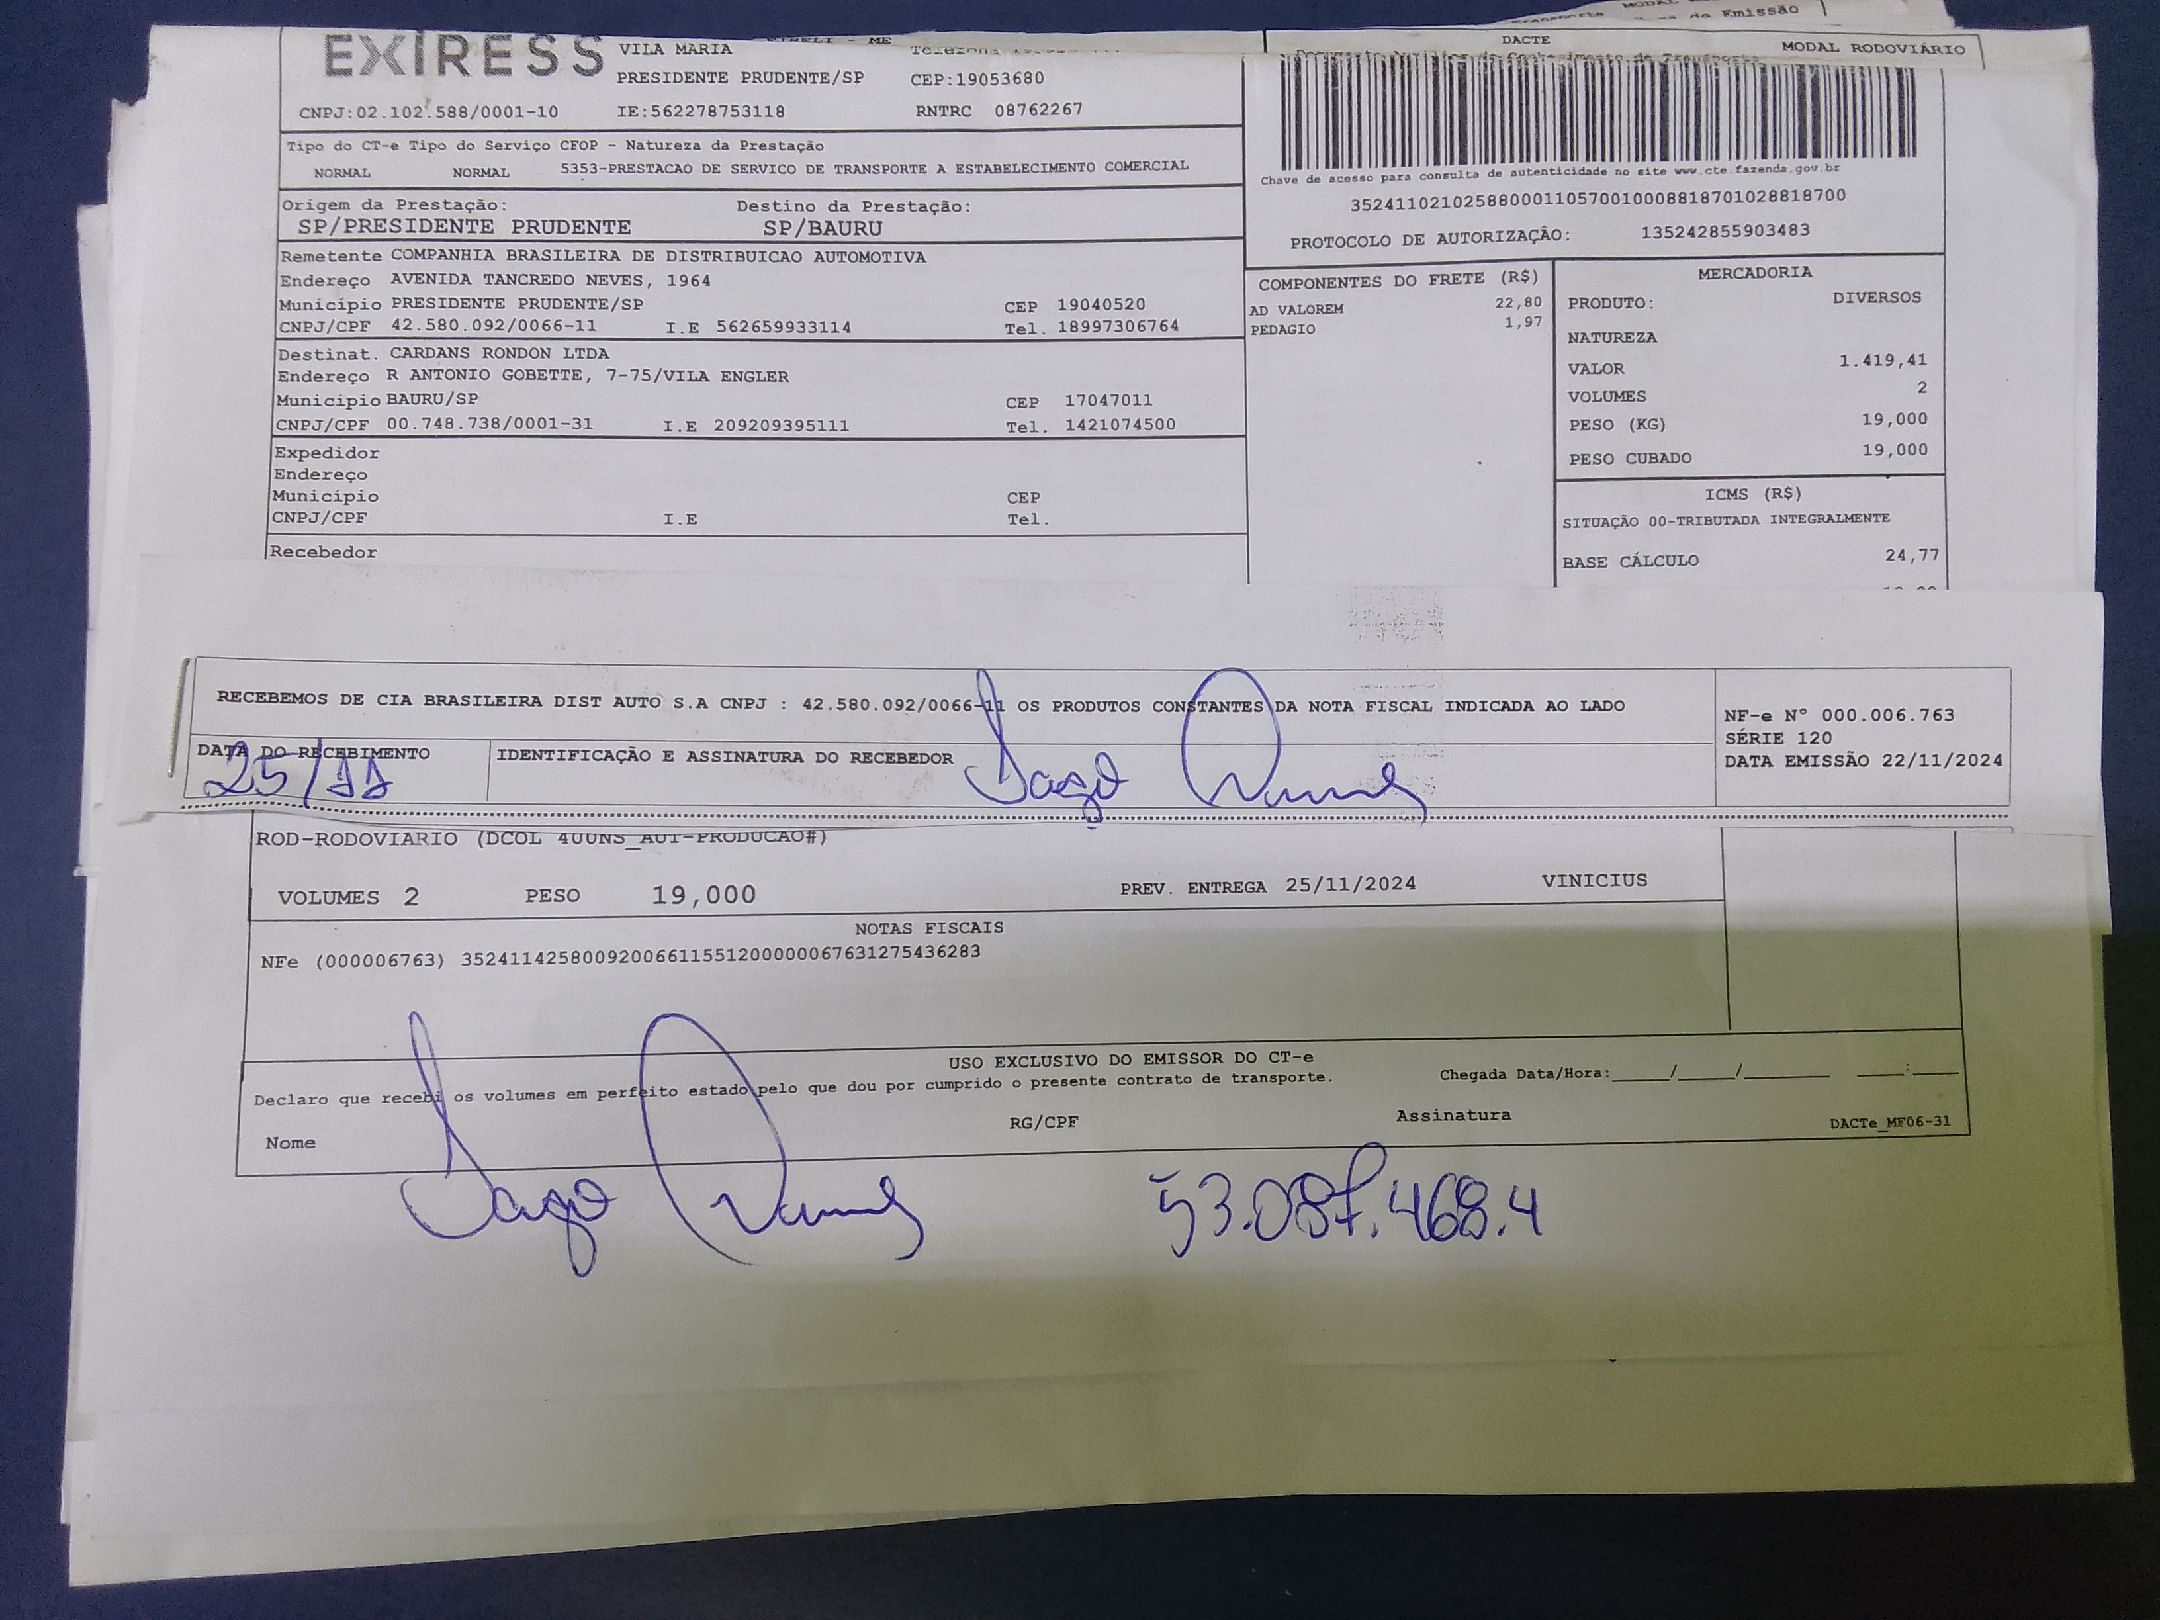 Emissão
DACTE
MODAL RODOVIÁRIO
EXIRESS
VILA MARIA
PRESIDENTE PRUDENTE/SP CEP:19053680
CNPJ:02.102.588/0001-10 IE:562278753118 RNTRC 08762267
Tipo do CT-e Tipo do Serviço CFOP - Natureza da Prestação
NORMAL NORMAL 5353-PRESTACAO DE SERVICO DE TRANSPORTE A ESTABELECIMENTO COMERCIAL
Chave de acesso para consulta de autenticidade no site www.cte.fazenda.gov.br
35241102102588000110570010008818701028818700
PROTOCOLO DE AUTORIZAÇÃO: 135242855903483
Origem da Prestação: Destino da Prestação:
SP/PRESIDENTE PRUDENTE SP/BAURU
Remetente COMPANHIA BRASILEIRA DE DISTRIBUICAO AUTOMOTIVA
Endereço AVENIDA TANCREDO NEVES, 1964
Município PRESIDENTE PRUDENTE/SP CEP 19040520
CNPJ/CPF 42.580.092/0066-11 I.E 562659933114 Tel. 18997306764
Destinat. CARDANS RONDON LTDA
Endereço R ANTONIO GOBETTE, 7-75/VILA ENGLER
Município BAURU/SP CEP 17047011
CNPJ/CPF 00.748.738/0001-31 I.E 209209395111 Tel. 1421074500
Expedidor
Endereço
Município CEP
CNPJ/CPF I.E Tel.
Recebedor
COMPONENTES DO FRETE (R$)
AD VALOREM 22,80
PEDAGIO 1,97
MERCADORIA
PRODUTO: DIVERSOS
NATUREZA
VALOR 1.419,41
VOLUMES 2
PESO (KG) 19,000
PESO CUBADO 19,000
ICMS (R$)
SITUAÇÃO 00-TRIBUTADA INTEGRALMENTE
BASE CÁLCULO 24,77
RECEBEMOS DE CIA BRASILEIRA DIST AUTO S.A CNPJ : 42.580.092/0066-11 OS PRODUTOS CONSTANTES DA NOTA FISCAL INDICADA AO LADO
DATA DO RECEBIMENTO
25/11
IDENTIFICAÇÃO E ASSINATURA DO RECEBEDOR
NF-e Nº 000.006.763
SÉRIE 120
DATA EMISSÃO 22/11/2024
ROD-RODOVIARIO (DCOL 400NS_AUT-PRODUCAO#)
VOLUMES 2 PESO 19,000 PREV. ENTREGA 25/11/2024 VINICIUS
NOTAS FISCAIS
NFe (000006763) 35241142580092006611551200000067631275436283
USO EXCLUSIVO DO EMISSOR DO CT-e
Declaro que recebi os volumes em perfeito estado pelo que dou por cumprido o presente contrato de transporte.
Chegada Data/Hora:_____/_____/_______ ____:____
Nome RG/CPF Assinatura DACTe_MF06-31
53.087.468.4